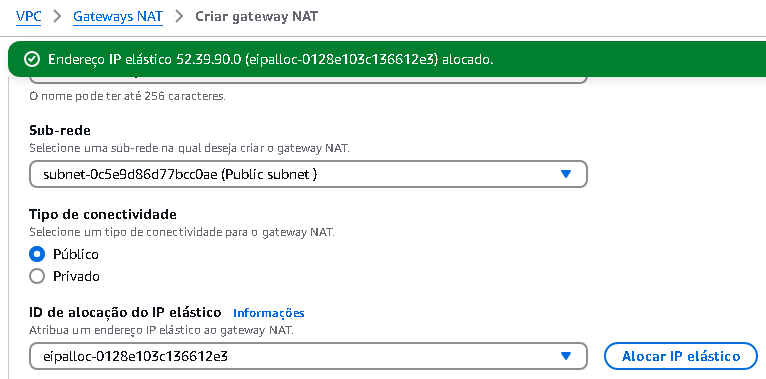 VPC > Gateways NAT > Criar gateway NAT
Endereço IP elástico 52.39.90.0 (eipalloc-0128e103c136612e3) alocado.
O nome pode ter até 256 caracteres.
Sub-rede
Selecione uma sub-rede na qual deseja criar o gateway NAT.
subnet-0c5e9d86d77bcc0ae (Public subnet )
Tipo de conectividade
Selecione um tipo de conectividade para o gateway NAT.
Público
Privado
ID de alocação do IP elástico Informações
Atribua um endereço IP elástico ao gateway NAT.
eipalloc-0128e103c136612e3 Alocar IP elástico